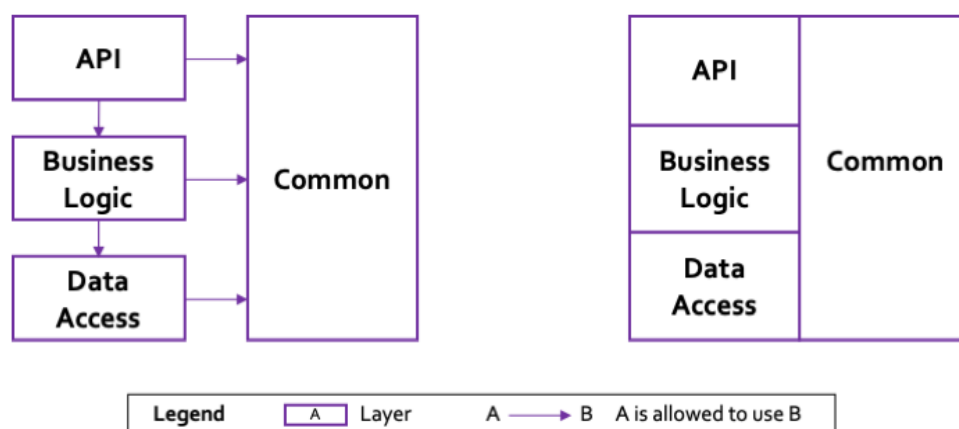 API
Business
Logic
Data
Access
Common
API
Business
Logic
Data
Access
Common
Legend A Layer A B A is allowed to use B